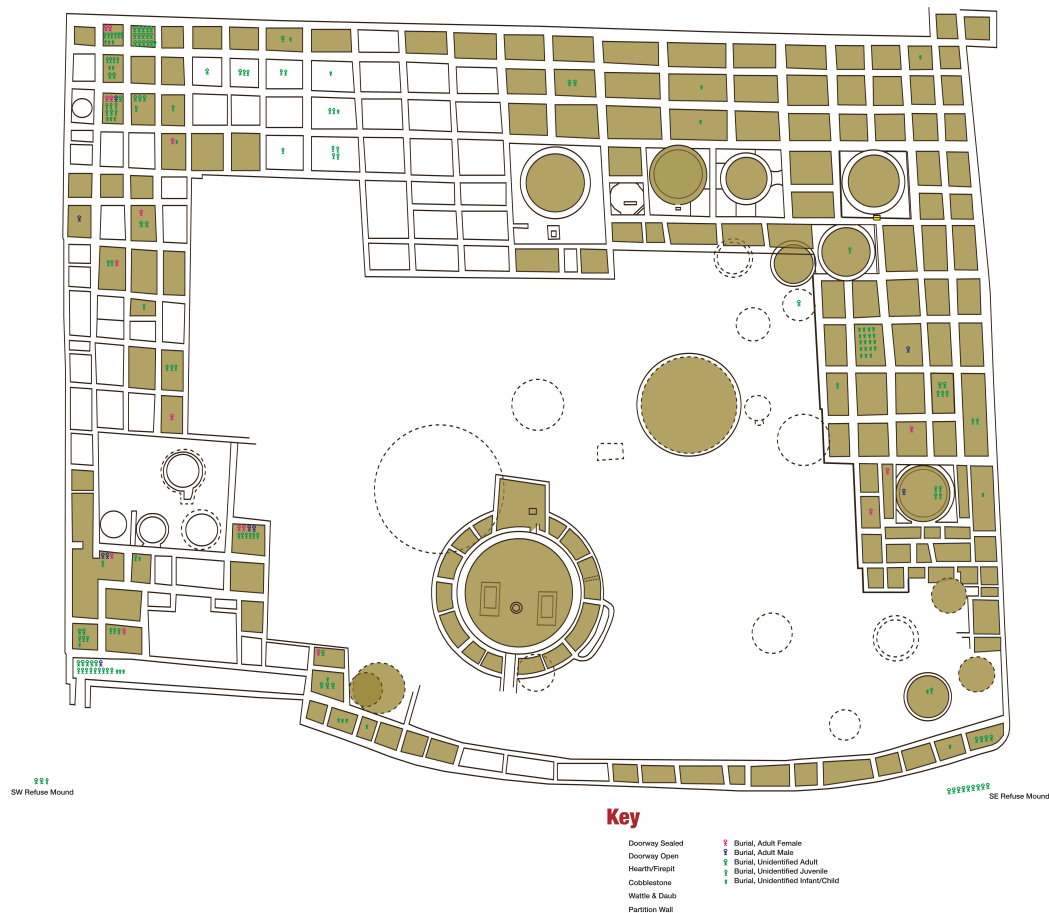 SW Refuse Mound
SE Refuse Mound
Key
Doorway Sealed
Doorway Open
Hearth/Firepit
Cobblestone
Wattle & Daub
Partition Wall
Burial, Adult Female
Burial, Adult Male
Burial, Unidentified Adult
Burial, Unidentified Juvenile
Burial, Unidentified Infant/Child